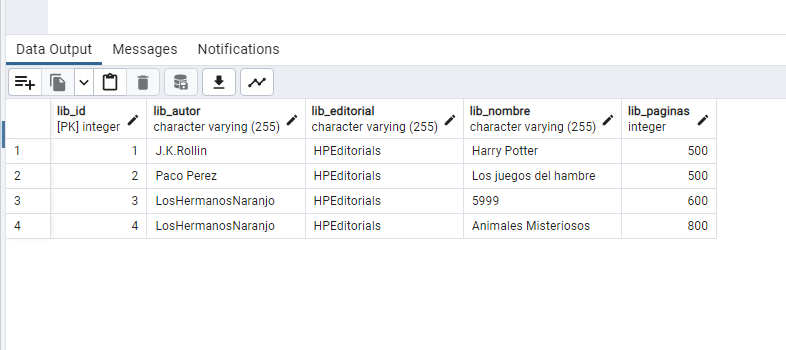 Data Output Messages Notifications
lib_id lib_autor lib_editorial lib_nombre lib_paginas
[PK] integer character varying (255) character varying (255) character varying (255) integer
1 1 J.K.Rollin HPEditorials Harry Potter 500
2 2 Paco Perez HPEditorials Los juegos del hambre 500
3 3 LosHermanosNaranjo HPEditorials 5999 600
4 4 LosHermanosNaranjo HPEditorials Animales Misteriosos 800